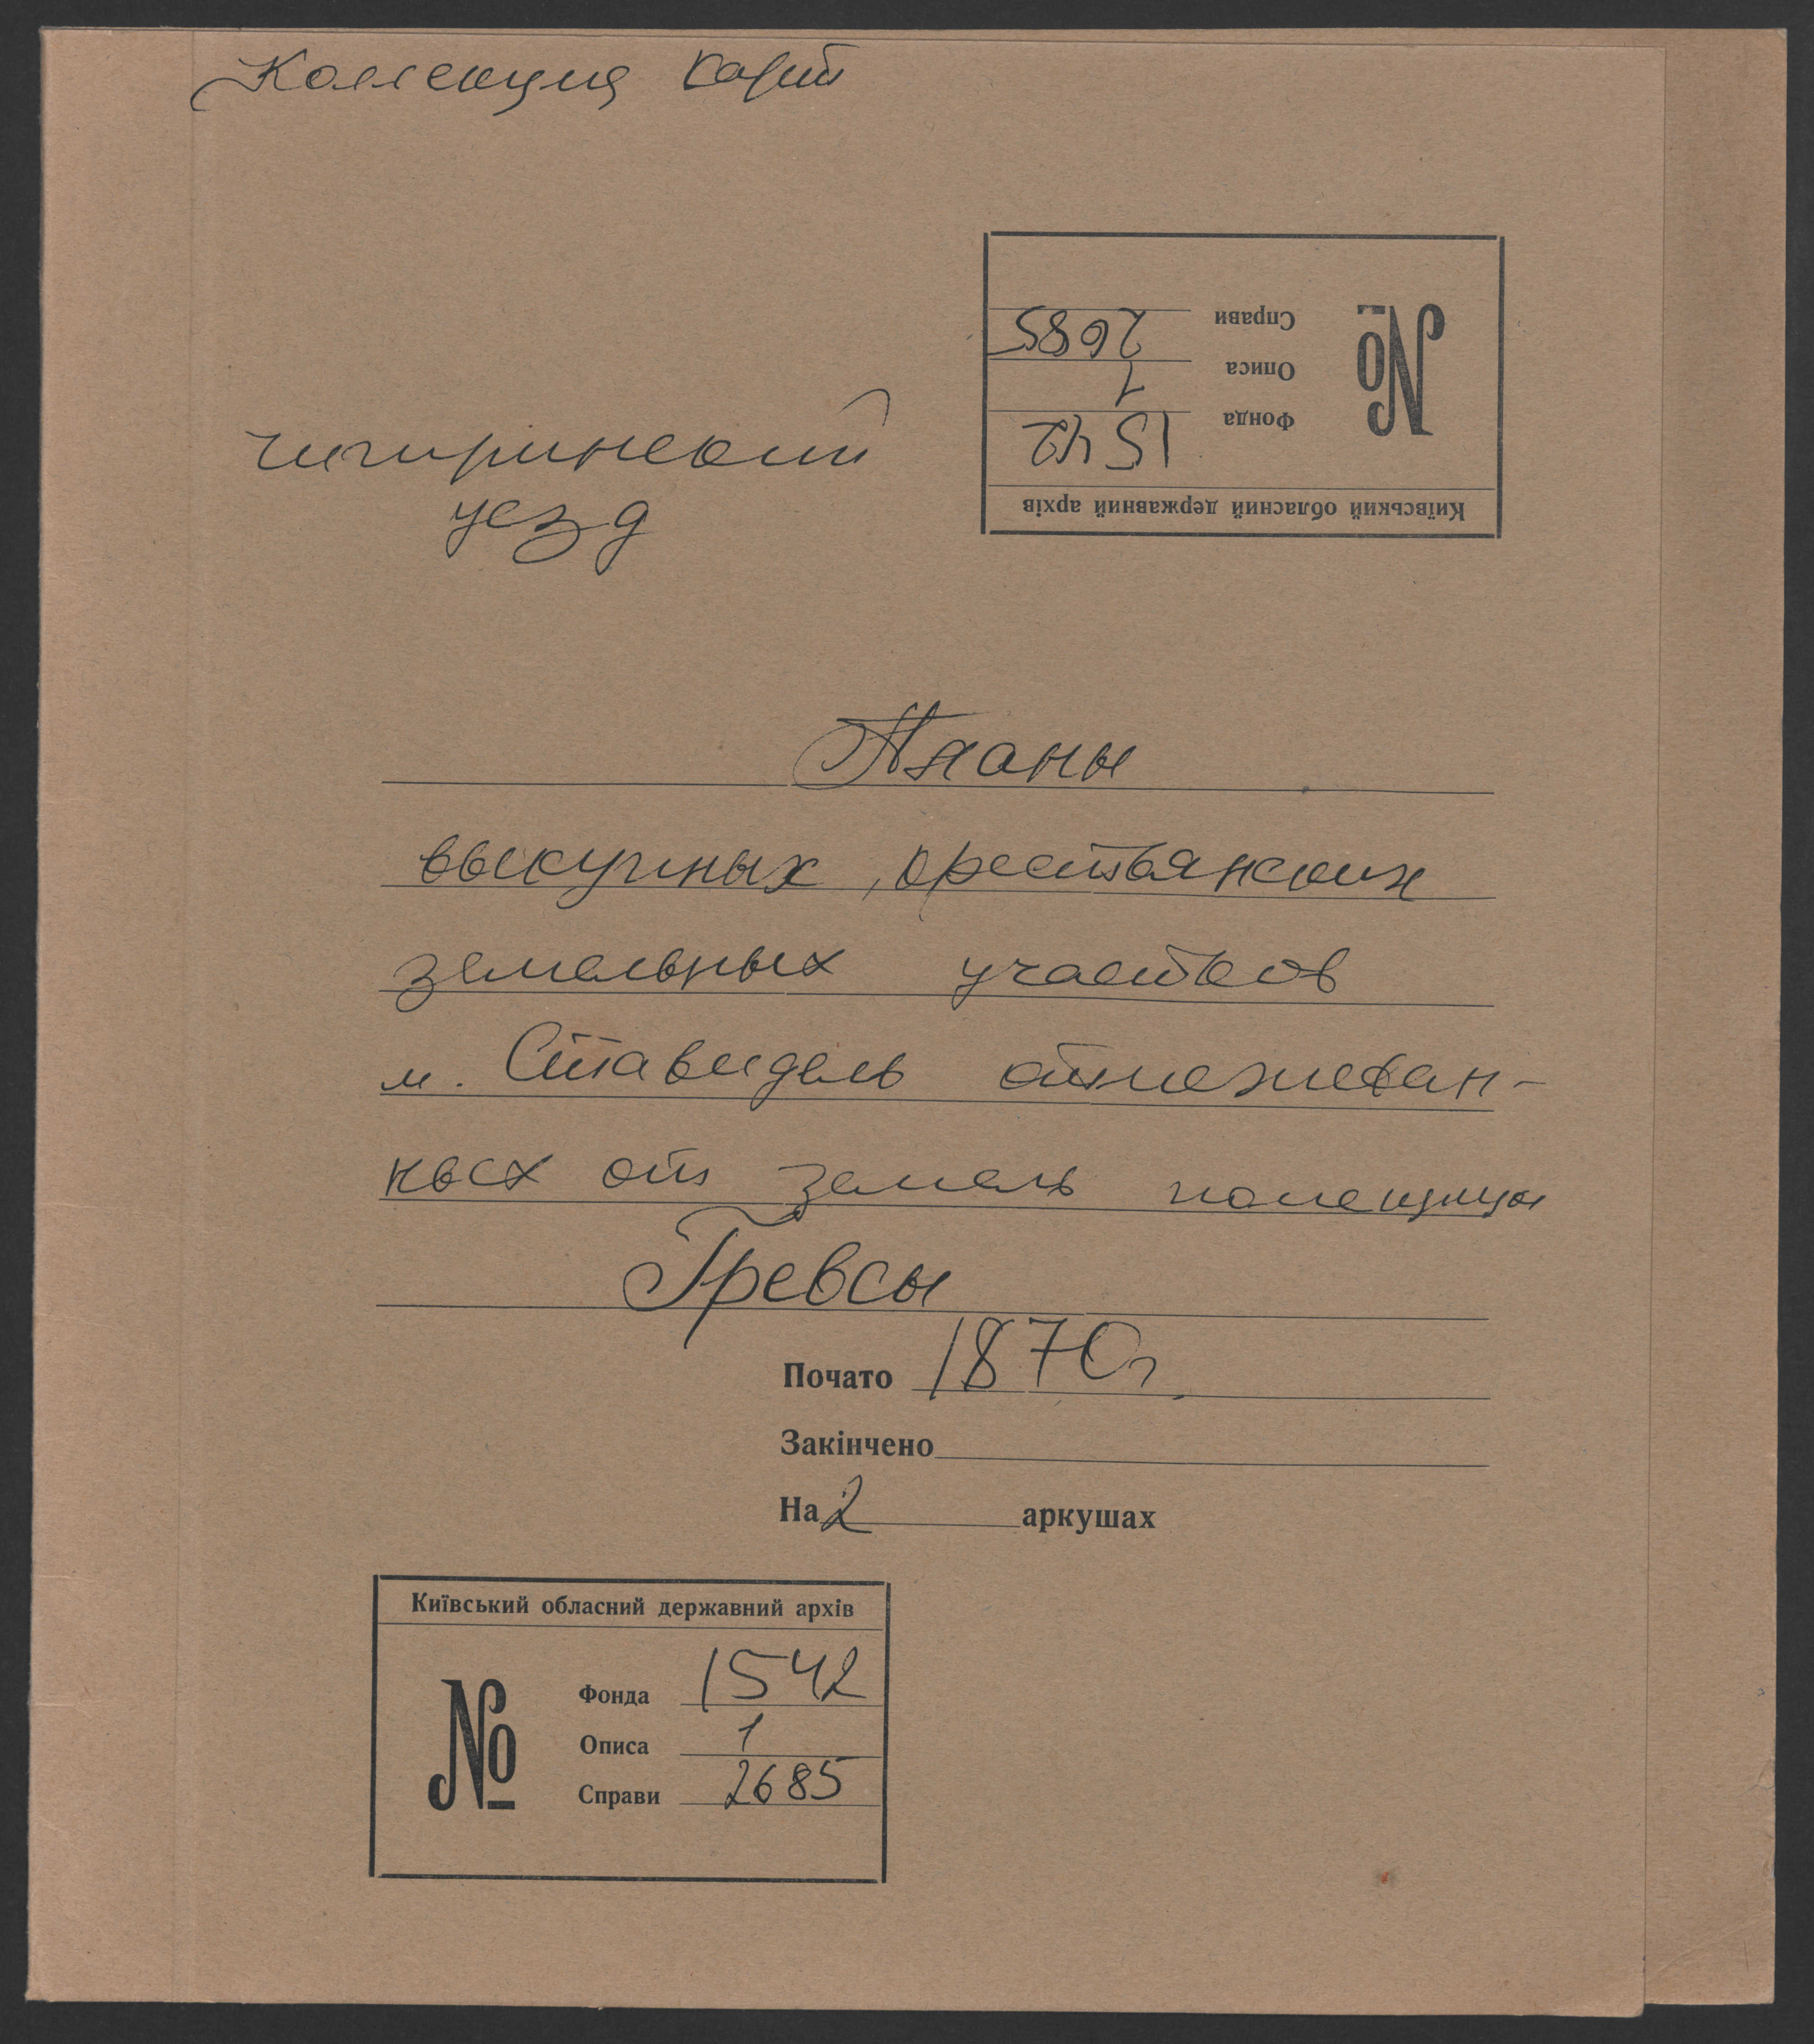 Коллекция карт
Київський обласний державний архів
№
Фонда 1542
Описа 1
Справи 2685
Чигиринский
уезд
Планы
выкупных крестьянских
земельных участков
м. Ставидель отмежеван-
ных от земель помещицы
Гревсы
Почато 1870г.
Закінчено
На 2 аркушах
Київський обласний державний архів
№
Фонда 1542
Описа 1
Справи 2685